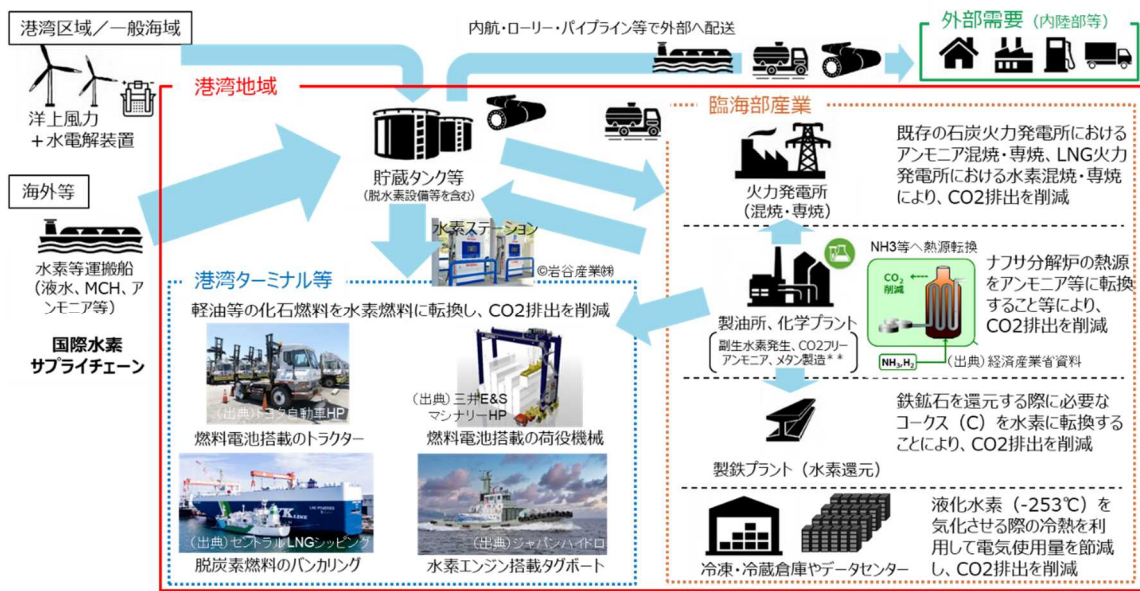 港湾区域／一般海域
洋上風力
＋水電解装置
海外等
水素等運搬船
（液水、MCH、ア
ンモニア等）
国際水素
サプライチェーン
内航・ローリー・パイプライン等で外部へ配送
外部需要（内陸部等）
港湾地域
貯蔵タンク等
（脱水素設備等を含む）
水素ステーション
©岩谷産業㈱
港湾ターミナル等
軽油等の化石燃料を水素燃料に転換し、CO2排出を削減
（出典）トヨタ自動車HP
燃料電池搭載のトラクター
（出典）三井E&S
マシナリーHP
燃料電池搭載の荷役機械
（出典）セントラルLNGシッピング
脱炭素燃料のバンカリング
（出典）ジャパンハイドロ
水素エンジン搭載タグボート
臨海部産業
火力発電所
（混焼・専焼）
既存の石炭火力発電所における
アンモニア混焼・専焼、LNG火力
発電所における水素混焼・専焼
により、CO2排出を削減
製油所、化学プラント
副生水素発生、CO2フリー
アンモニア、メタン製造**
NH3等へ熱源転換
CO2
削減
NH3,H2
（出典）経済産業省資料
ナフサ分解炉の熱源
をアンモニア等に転換
すること等により、
CO2排出を削減
製鉄プラント（水素還元）
鉄鉱石を還元する際に必要な
コークス（C）を水素に転換する
ことにより、CO2排出を削減
冷凍・冷蔵倉庫やデータセンター
液化水素（-253℃）を
気化させる際の冷熱を利
用して電気使用量を節減
し、CO2排出を削減